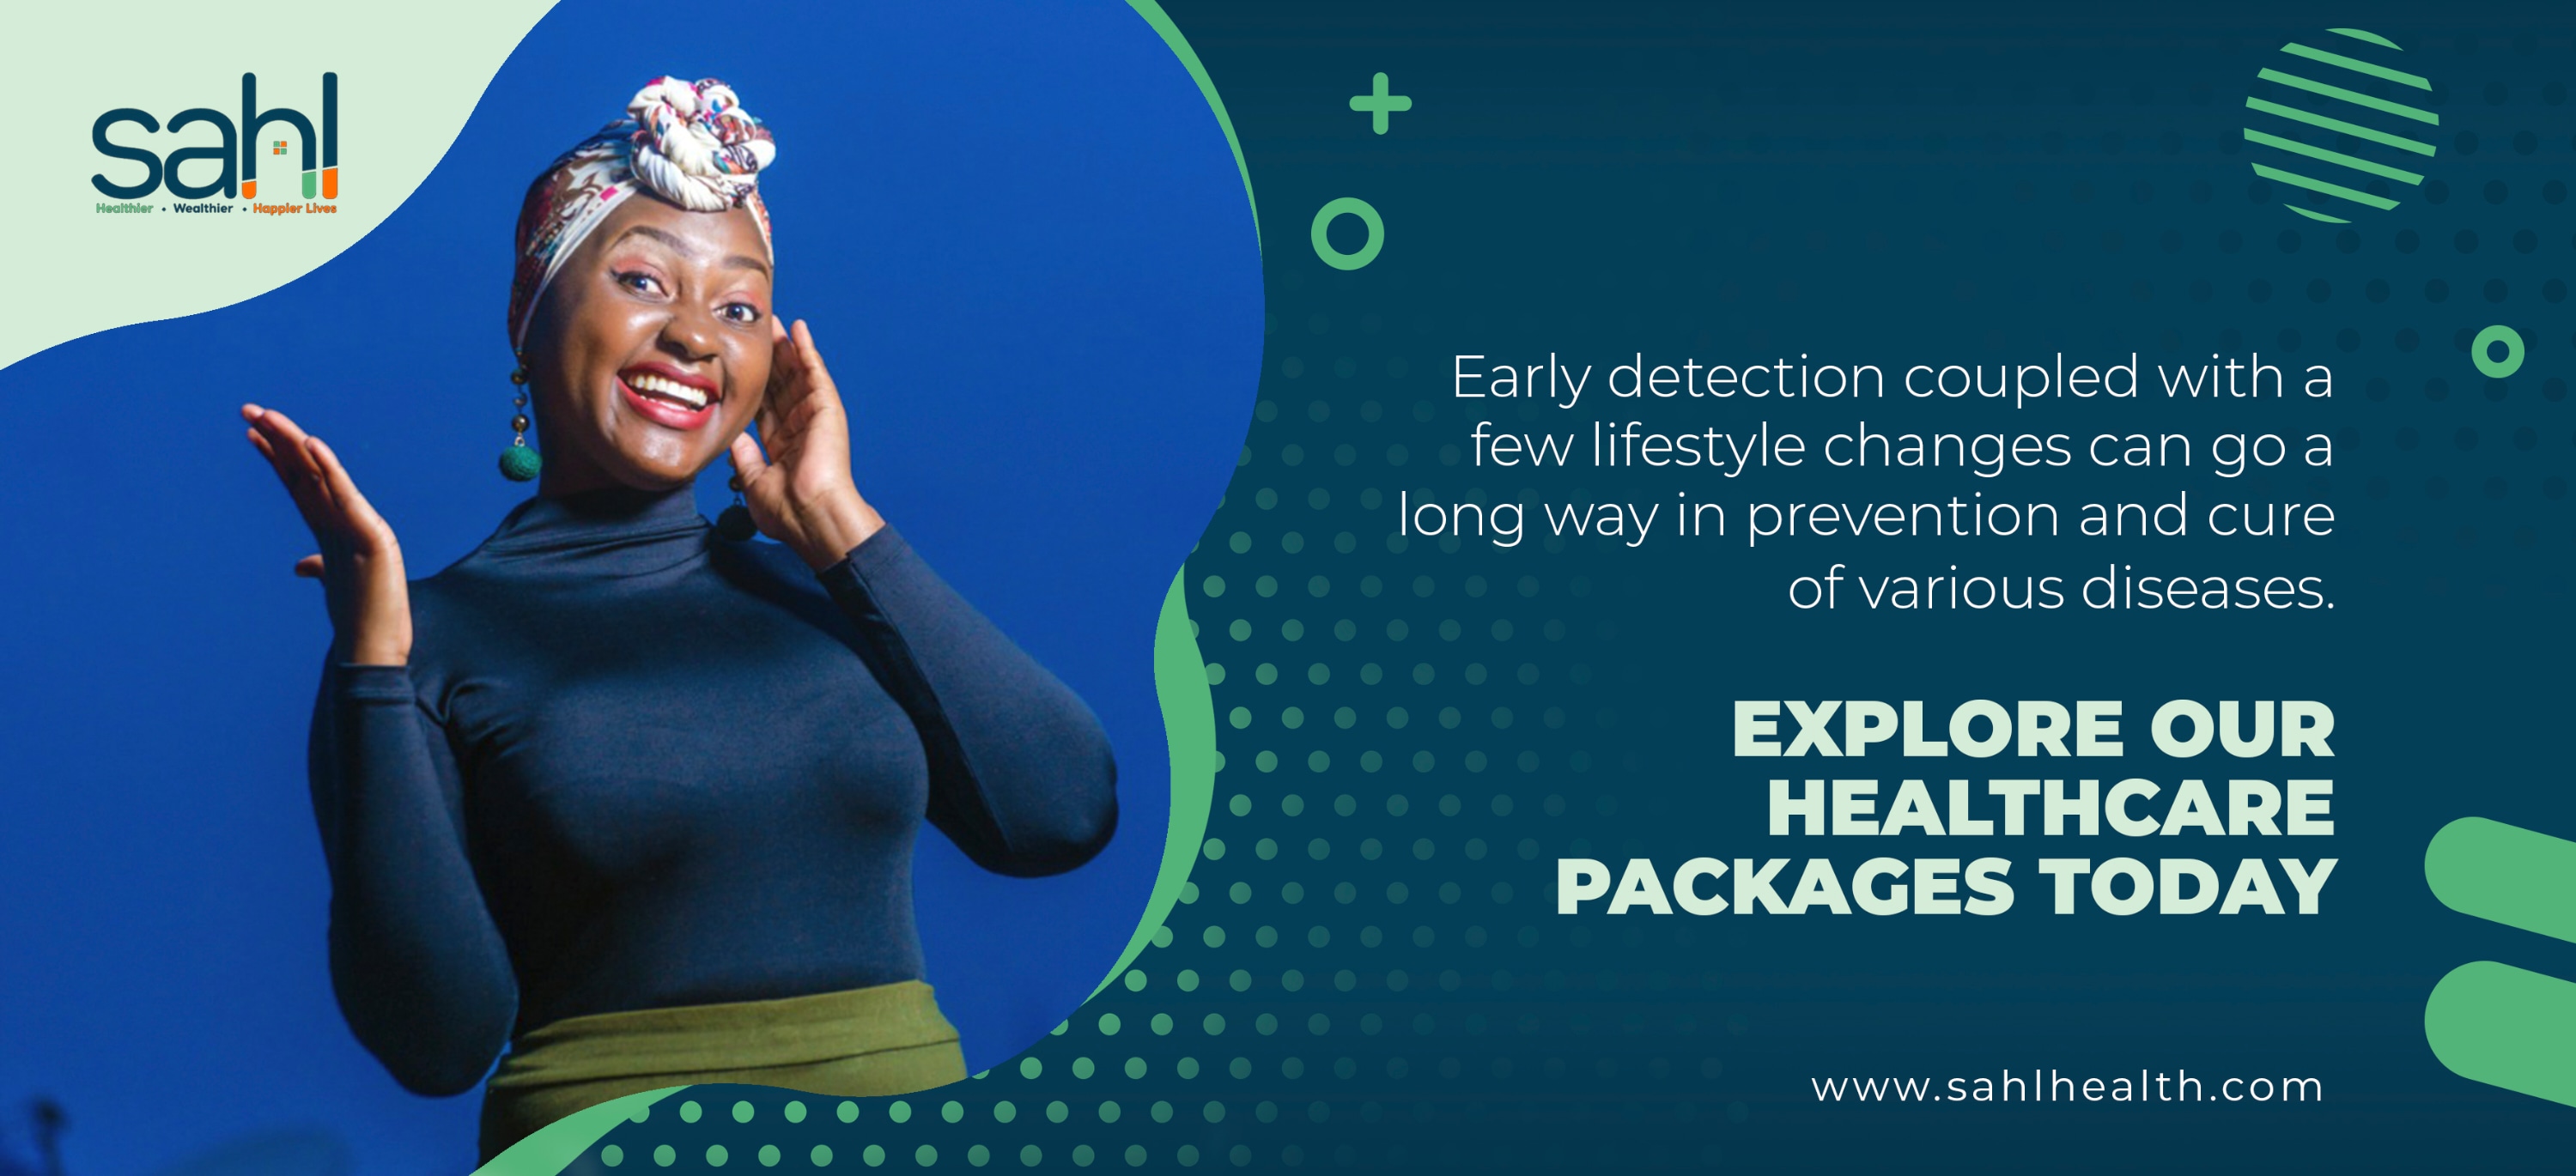 sahl
Healthier • Wealthier • Happier Lives
Early detection coupled with a
few lifestyle changes can go a
long way in prevention and cure
of various diseases.
EXPLORE OUR
HEALTHCARE
PACKAGES TODAY
www.sahlhealth.com